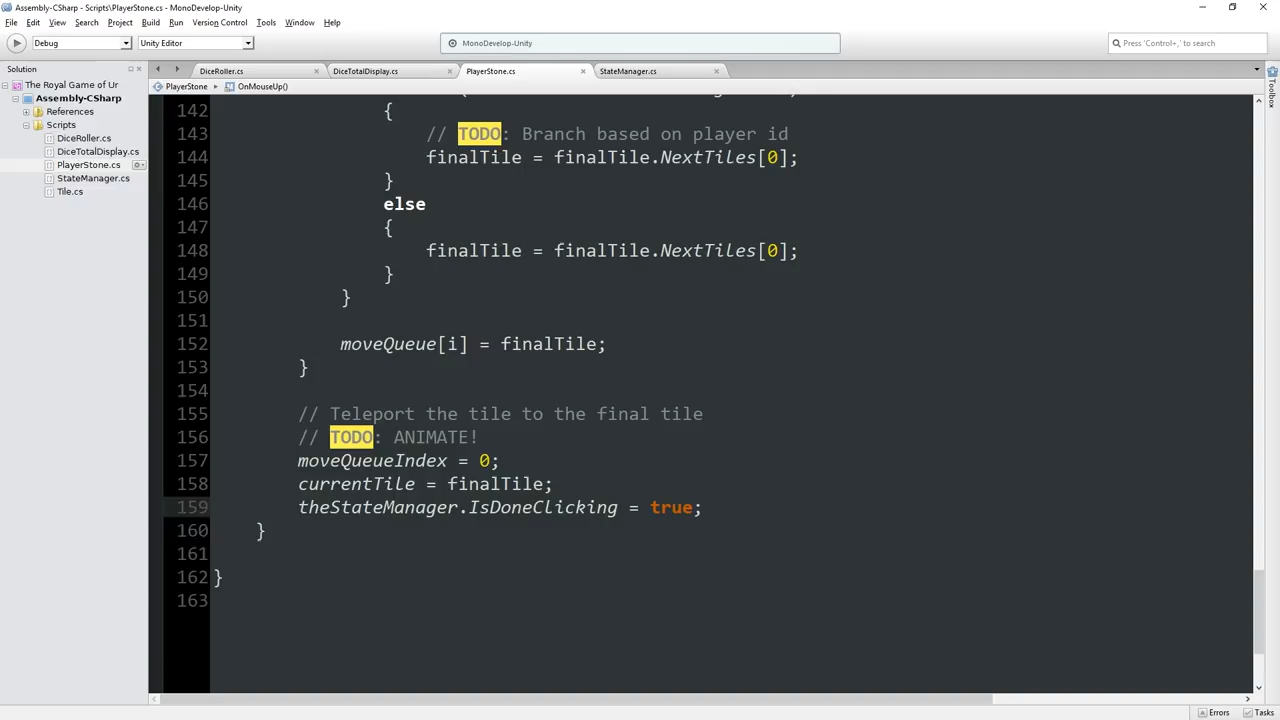 Assembly-CSharp - Scripts\PlayerStone.cs - MonoDevelop-Unity
File Edit View Search Project Build Run Version Control Tools Window Help
Debug Unity Editor MonoDevelop-Unity Press 'Control+,' to search
Solution
The Royal Game of Ur
Assembly-CSharp
References
Scripts
DiceRoller.cs
DiceTotalDisplay.cs
PlayerStone.cs
StateManager.cs
Tile.cs
DiceRoller.cs DiceTotalDisplay.cs PlayerStone.cs StateManager.cs
PlayerStone OnMouseUp()
142 {
143 // TODO: Branch based on player id
144 finalTile = finalTile.NextTiles[0];
145 }
146 else
147 {
148 finalTile = finalTile.NextTiles[0];
149 }
150 }
151
152 moveQueue[i] = finalTile;
153 }
154
155 // Teleport the tile to the final tile
156 // TODO: ANIMATE!
157 moveQueueIndex = 0;
158 currentTile = finalTile;
159 theStateManager.IsDoneClicking = true;
160 }
161
162 }
163
Toolbox
Errors Tasks